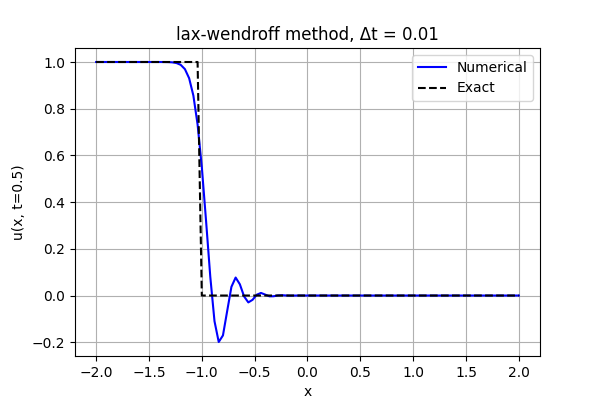 lax-wendroff method, Δt = 0.01
1.0
0.8
0.6
0.4
0.2
0.0
−0.2
u(x, t=0.5)
Numerical
Exact
−2.0 −1.5 −1.0 −0.5 0.0 0.5 1.0 1.5 2.0
x